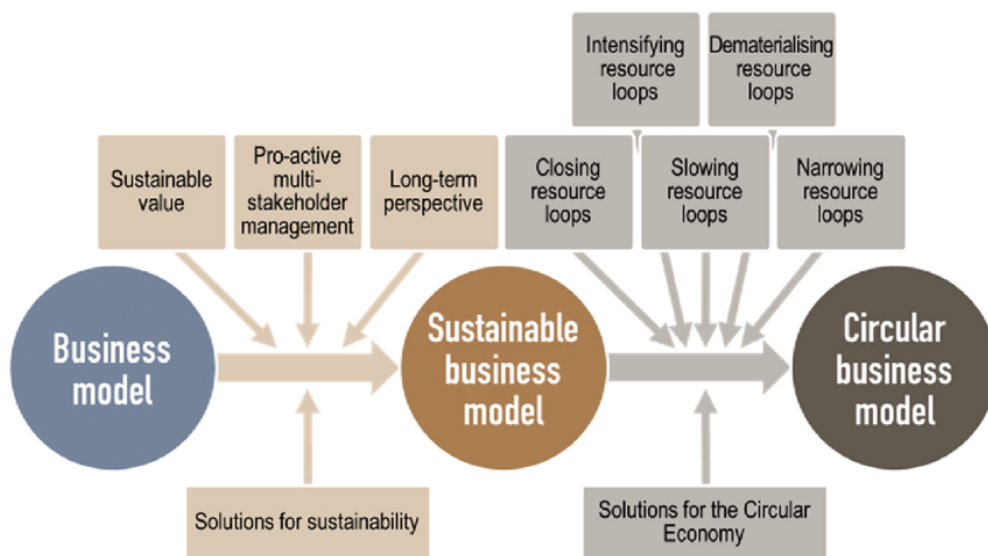 Intensifying
resource
loops
Dematerialising
resource
loops
Sustainable
value
Pro-active
multi-
stakeholder
management
Long-term
perspective
Closing
resource
loops
Slowing
resource
loops
Narrowing
resource
loops
Business
model
Sustainable
business
model
Circular
business
model
Solutions for sustainability
Solutions for the Circular
Economy